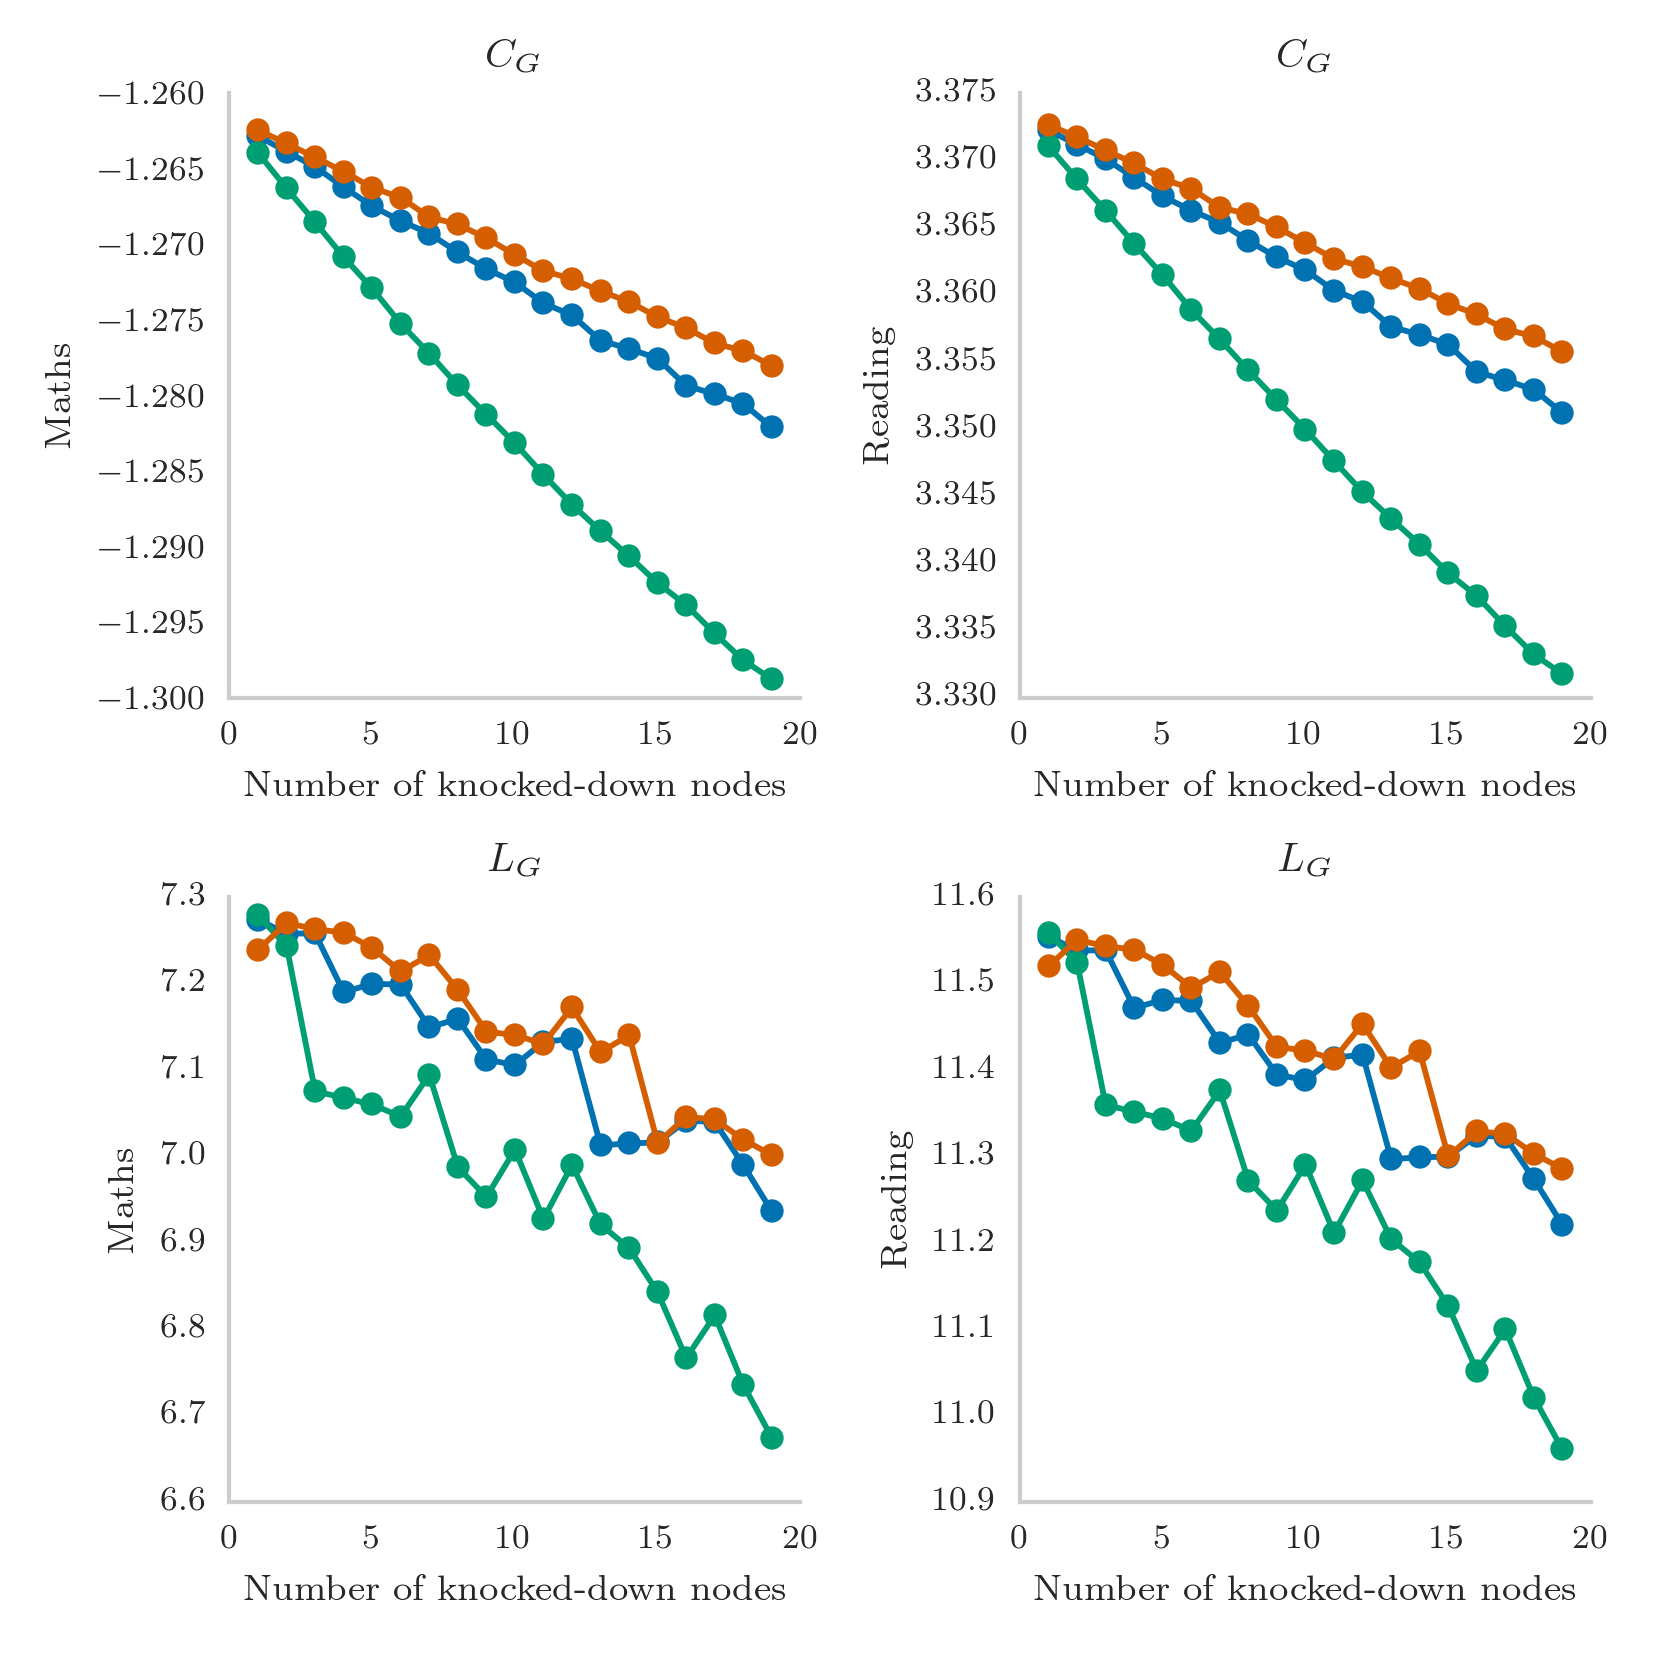 C_G
−1.260
−1.265
−1.270
−1.275
−1.280
−1.285
−1.290
−1.295
−1.300
Maths
0 5 10 15 20
Number of knocked-down nodes
C_G
3.375
3.370
3.365
3.360
3.355
3.350
3.345
3.340
3.335
3.330
Reading
0 5 10 15 20
Number of knocked-down nodes
L_G
7.3
7.2
7.1
7.0
6.9
6.8
6.7
6.6
Maths
0 5 10 15 20
Number of knocked-down nodes
L_G
11.6
11.5
11.4
11.3
11.2
11.1
11.0
10.9
Reading
0 5 10 15 20
Number of knocked-down nodes